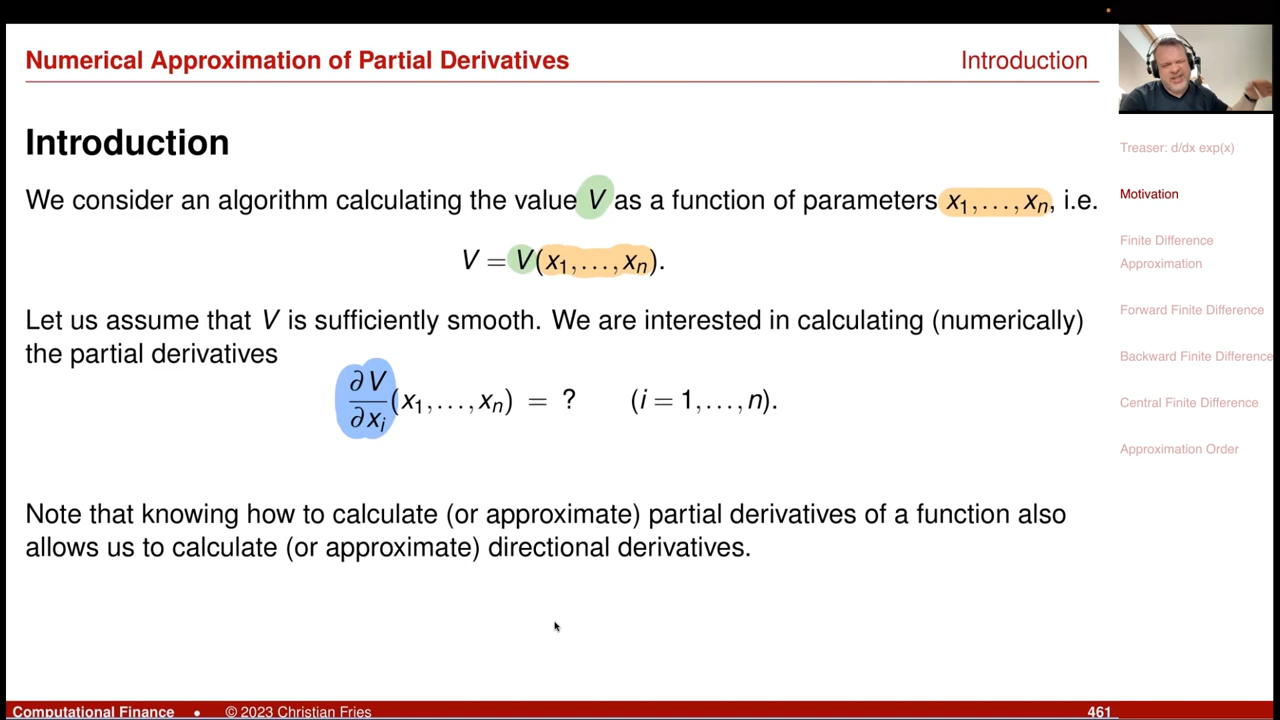 Numerical Approximation of Partial Derivatives
Introduction
Introduction
We consider an algorithm calculating the value V as a function of parameters x₁,…,xₙ, i.e.
V = V(x₁,…,xₙ).
Let us assume that V is sufficiently smooth. We are interested in calculating (numerically)
the partial derivatives
∂V/∂xᵢ (x₁,…,xₙ) = ? (i = 1,…,n).
Note that knowing how to calculate (or approximate) partial derivatives of a function also
allows us to calculate (or approximate) directional derivatives.
Treaser: d/dx exp(x)
Motivation
Finite Difference
Approximation
Forward Finite Difference
Backward Finite Difference
Central Finite Difference
Approximation Order
Computational Finance • © 2023 Christian Fries 461